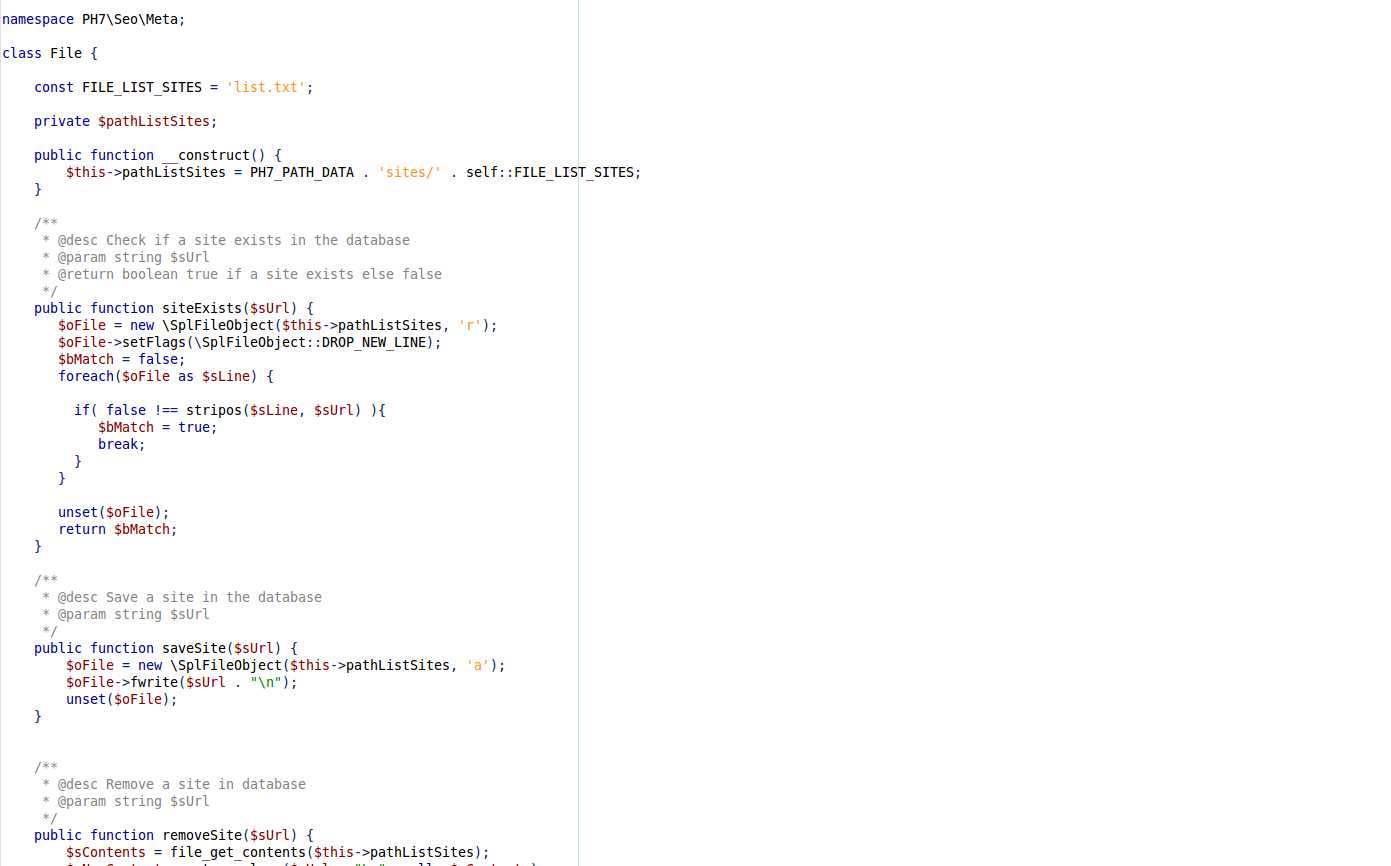 namespace PH7\Seo\Meta;
class File {
const FILE_LIST_SITES = 'list.txt';
private $pathListSites;
public function __construct() {
$this->pathListSites = PH7_PATH_DATA . 'sites/' . self::FILE_LIST_SITES;
}
/**
* @desc Check if a site exists in the database
* @param string $sUrl
* @return boolean true if a site exists else false
*/
public function siteExists($sUrl) {
$oFile = new \SplFileObject($this->pathListSites, 'r');
$oFile->setFlags(\SplFileObject::DROP_NEW_LINE);
$bMatch = false;
foreach($oFile as $sLine) {
if( false !== stripos($sLine, $sUrl) ){
$bMatch = true;
break;
}
}
unset($oFile);
return $bMatch;
}
/**
* @desc Save a site in the database
* @param string $sUrl
*/
public function saveSite($sUrl) {
$oFile = new \SplFileObject($this->pathListSites, 'a');
$oFile->fwrite($sUrl . "\n");
unset($oFile);
}
/**
* @desc Remove a site in database
* @param string $sUrl
*/
public function removeSite($sUrl) {
$sContents = file_get_contents($this->pathListSites);